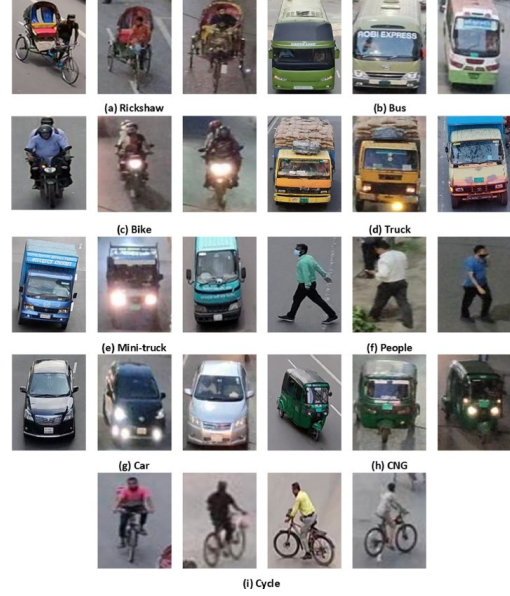 (a) Rickshaw
ROBI EXPRESS
(b) Bus
(c) Bike
(d) Truck
(e) Mini-truck
(f) People
(g) Car
(h) CNG
(i) Cycle